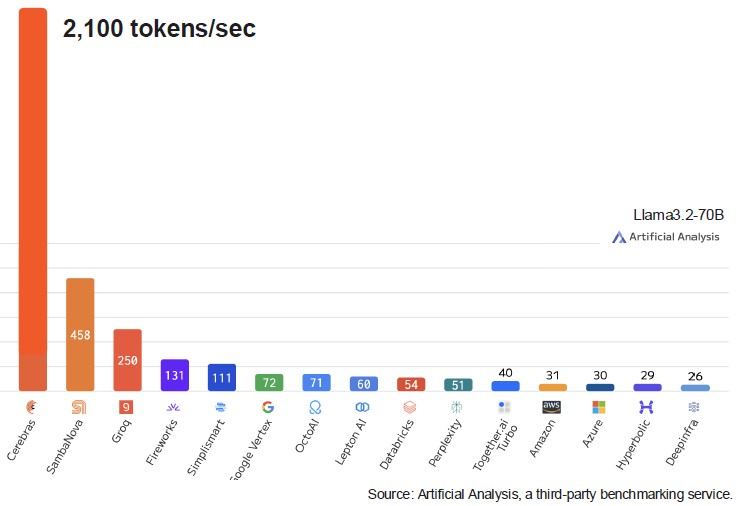 2,100 tokens/sec
Llama3.2-70B
Artificial Analysis
458
250
131
111
72
71
60
54
51
40
31
30
29
26
9
aws
Cerebras
SambaNova
Groq
Fireworks
Simplismart
Google Vertex
OctoAI
Lepton AI
Databricks
Perplexity
Together.ai
Turbo
Amazon
Azure
Hyperbolic
Deepinfra
Source: Artificial Analysis, a third-party benchmarking service.